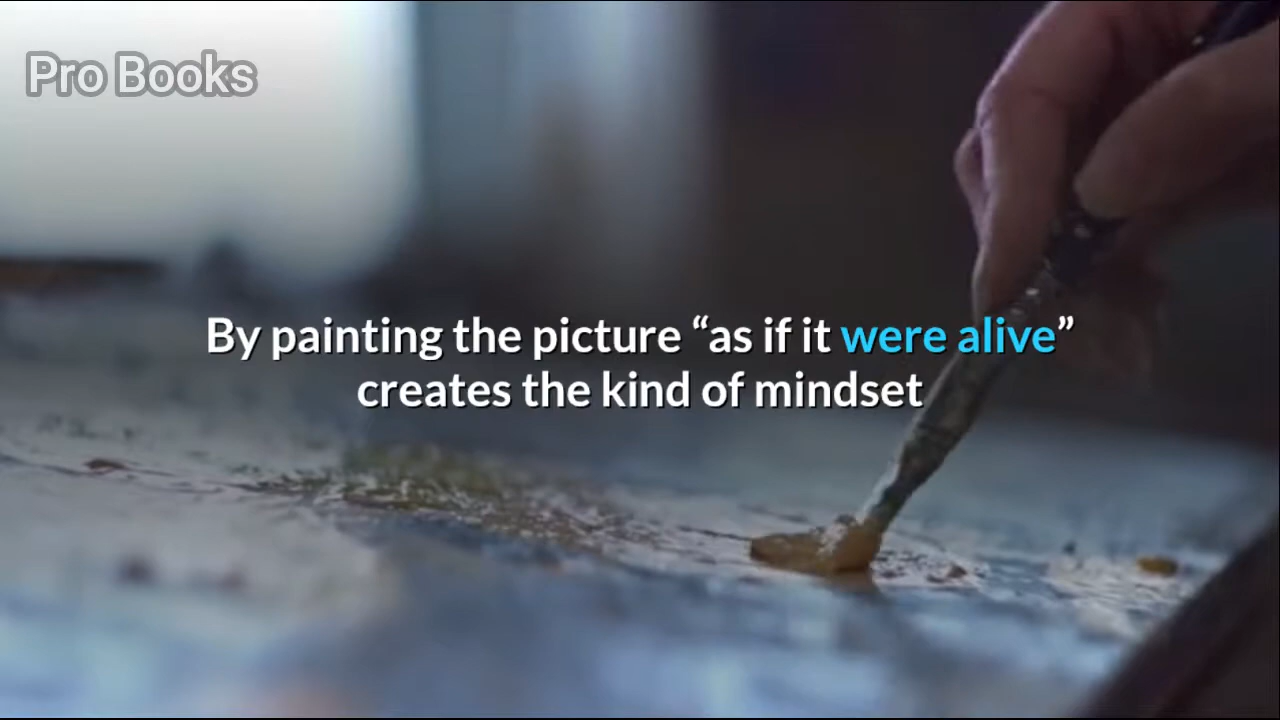 Pro Books
By painting the picture “as if it were alive”
creates the kind of mindset